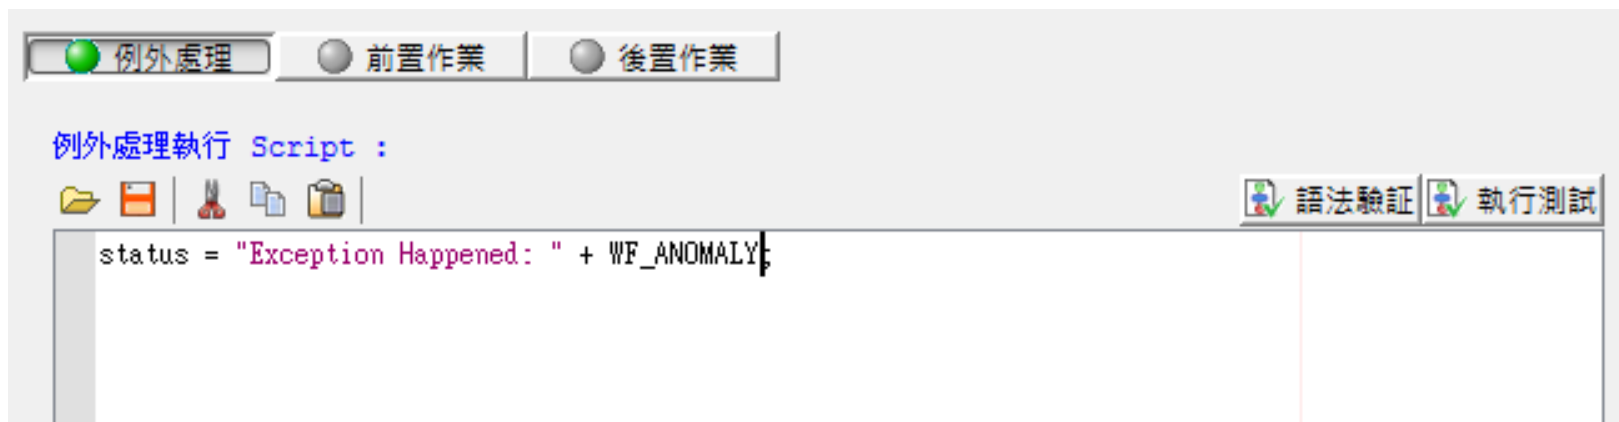 例外處理 前置作業 後置作業
例外處理執行 Script :
語法驗証 執行測試
status = "Exception Happened: " + WF_ANOMALY;